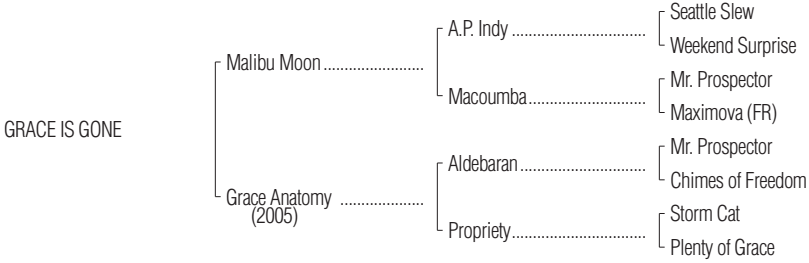 Seattle Slew
A.P. Indy ................................
Weekend Surprise
Malibu Moon ........................
Mr. Prospector
Macoumba............................
Maximova (FR)
GRACE IS GONE
Mr. Prospector
Aldebaran..............................
Chimes of Freedom
Grace Anatomy ....................
(2005)
Storm Cat
Propriety................................
Plenty of Grace